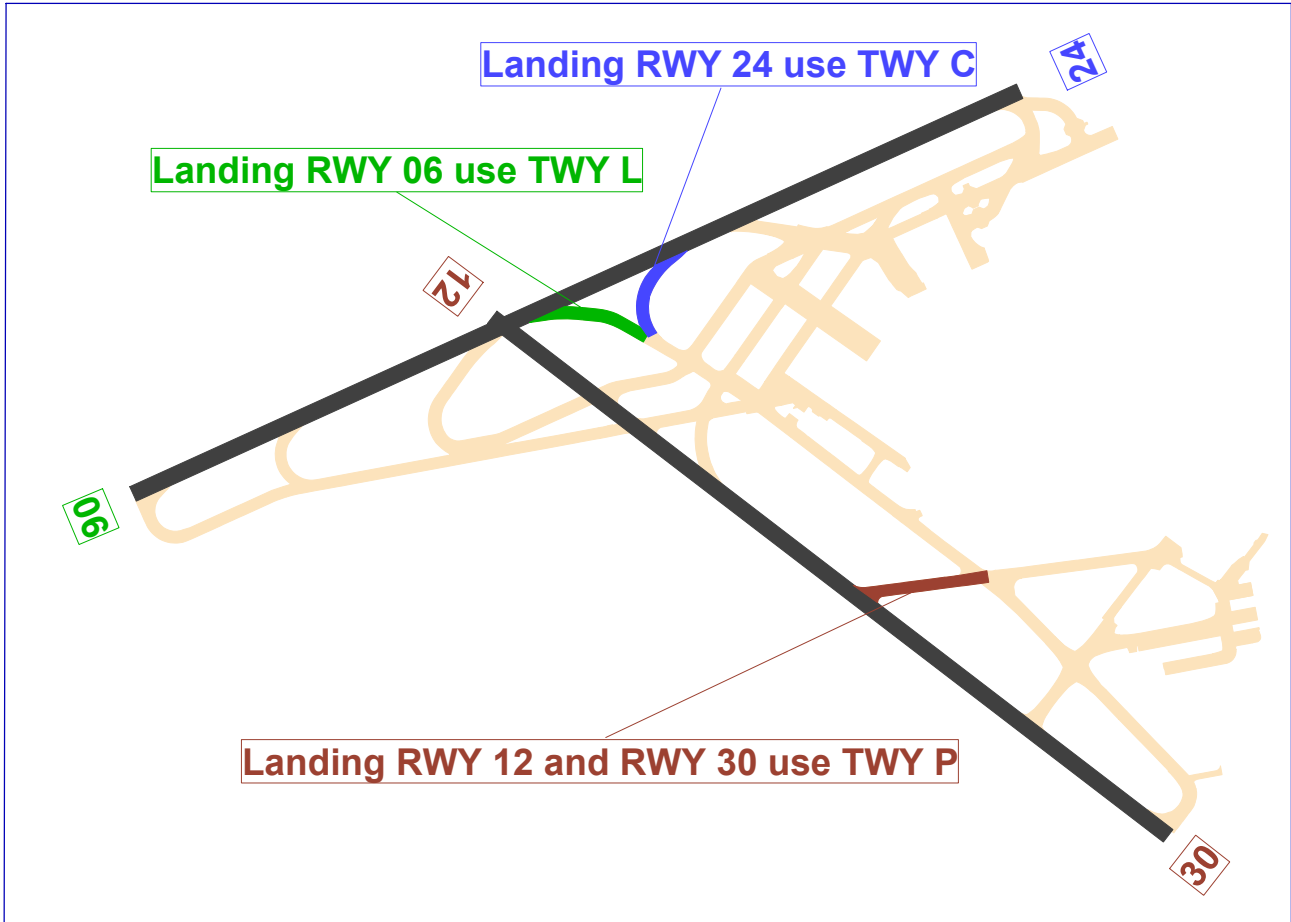 24
Landing RWY 24 use TWY C
Landing RWY 06 use TWY L
12
06
Landing RWY 12 and RWY 30 use TWY P
30